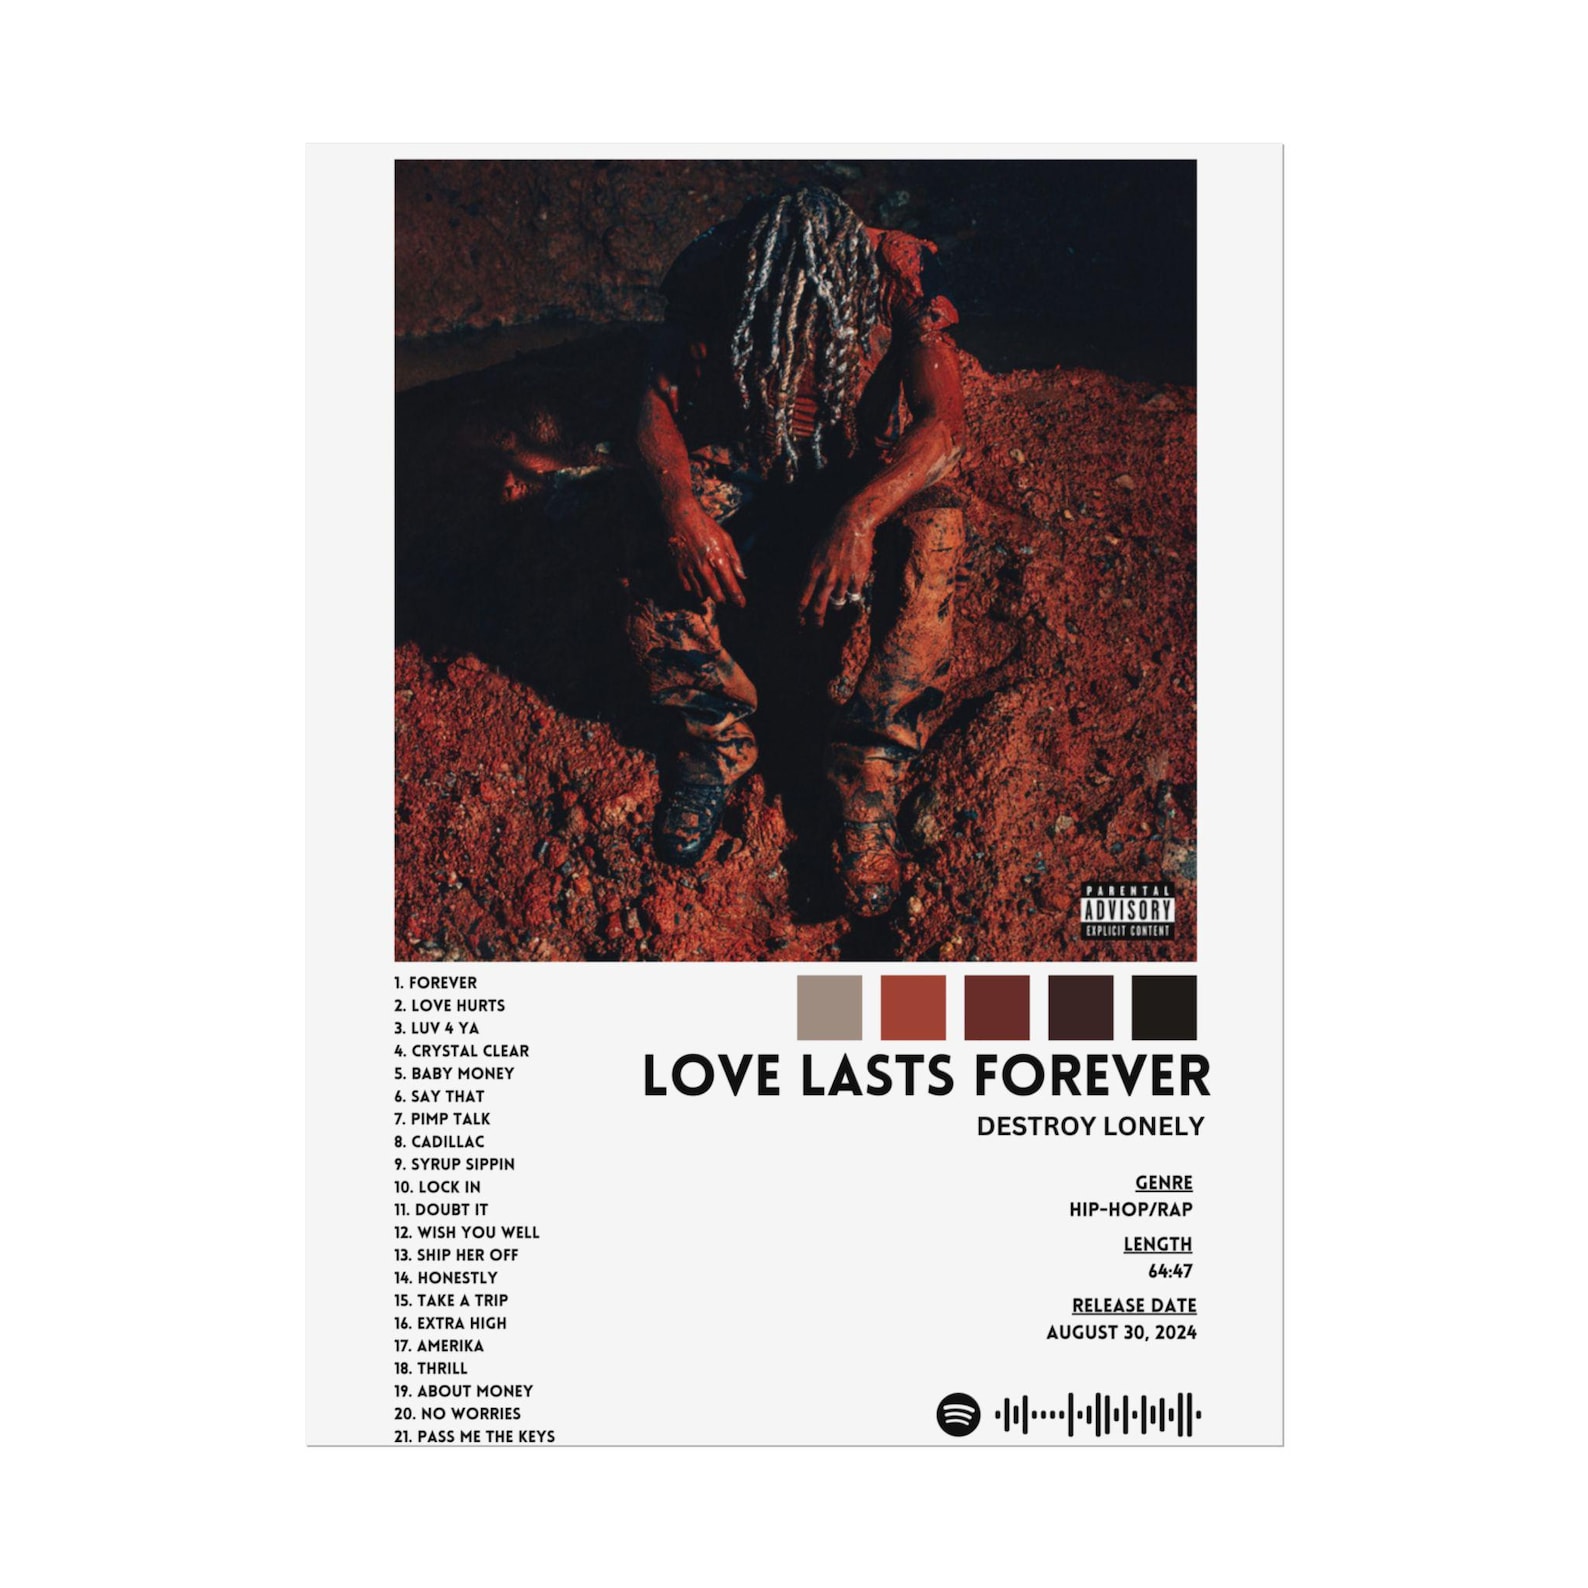 PARENTAL
ADVISORY
EXPLICIT CONTENT
1. FOREVER
2. LOVE HURTS
3. LUV 4 YA
4. CRYSTAL CLEAR
5. BABY MONEY
6. SAY THAT
7. PIMP TALK
8. CADILLAC
9. SYRUP SIPPIN
10. LOCK IN
11. DOUBT IT
12. WISH YOU WELL
13. SHIP HER OFF
14. HONESTLY
15. TAKE A TRIP
16. EXTRA HIGH
17. AMERIKA
18. THRILL
19. ABOUT MONEY
20. NO WORRIES
21. PASS ME THE KEYS
LOVE LASTS FOREVER
DESTROY LONELY
GENRE
HIP-HOP/RAP
LENGTH
64:47
RELEASE DATE
AUGUST 30, 2024